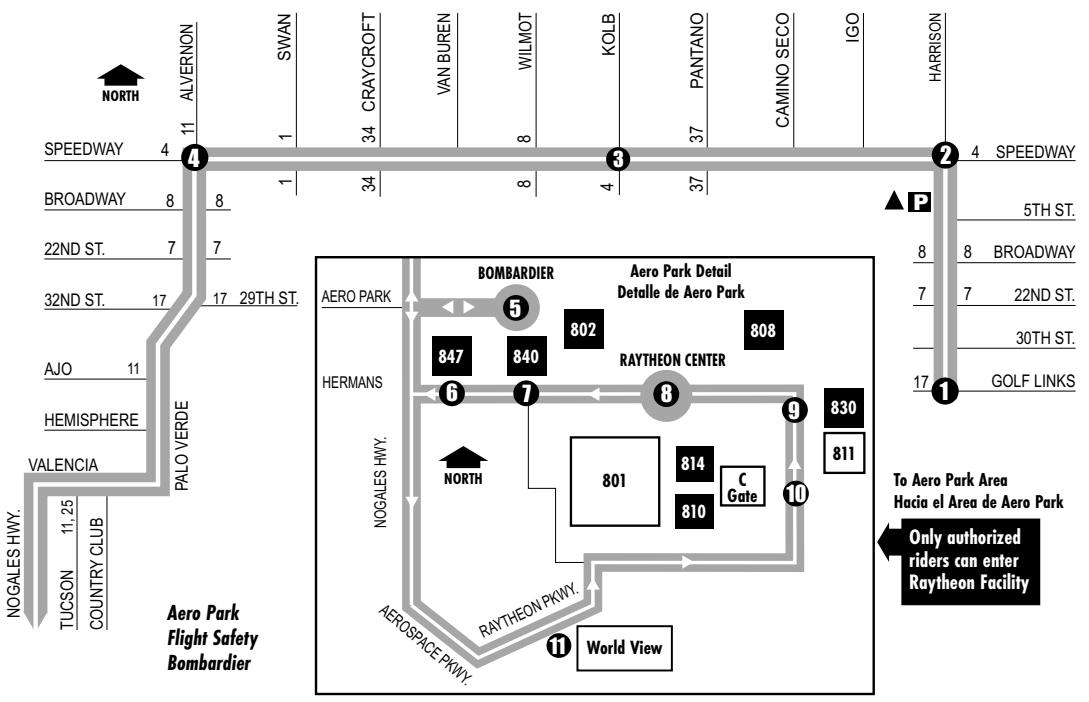 NORTH
ALVERNON
11
SWAN
1
CRAYCROFT
34
VAN BUREN
WILMOT
8
KOLB
PANTANO
37
CAMINO SECO
IGO
HARRISON
SPEEDWAY 4
4
3
2
4 SPEEDWAY
1
34
8
4
37
P
BROADWAY 8
8
5TH ST.
22ND ST. 7
7
8
8 BROADWAY
32ND ST. 17
17 29TH ST.
7
7 22ND ST.
30TH ST.
AJO 11
17
1
GOLF LINKS
HEMISPHERE
PALO VERDE
VALENCIA
NOGALES HWY.
TUCSON 11, 25
COUNTRY CLUB
Aero Park
Flight Safety
Bombardier
Aero Park Detail
Detalle de Aero Park
BOMBARDIER
AERO PARK
5
802
808
847
840
RAYTHEON CENTER
HERMANS
6
7
8
9
830
811
NORTH
NOGALES HWY.
801
814
810
C
Gate
10
AEROSPACE PKWY.
RAYTHEON PKWY.
11
World View
To Aero Park Area
Hacia el Area de Aero Park
Only authorized
riders can enter
Raytheon Facility